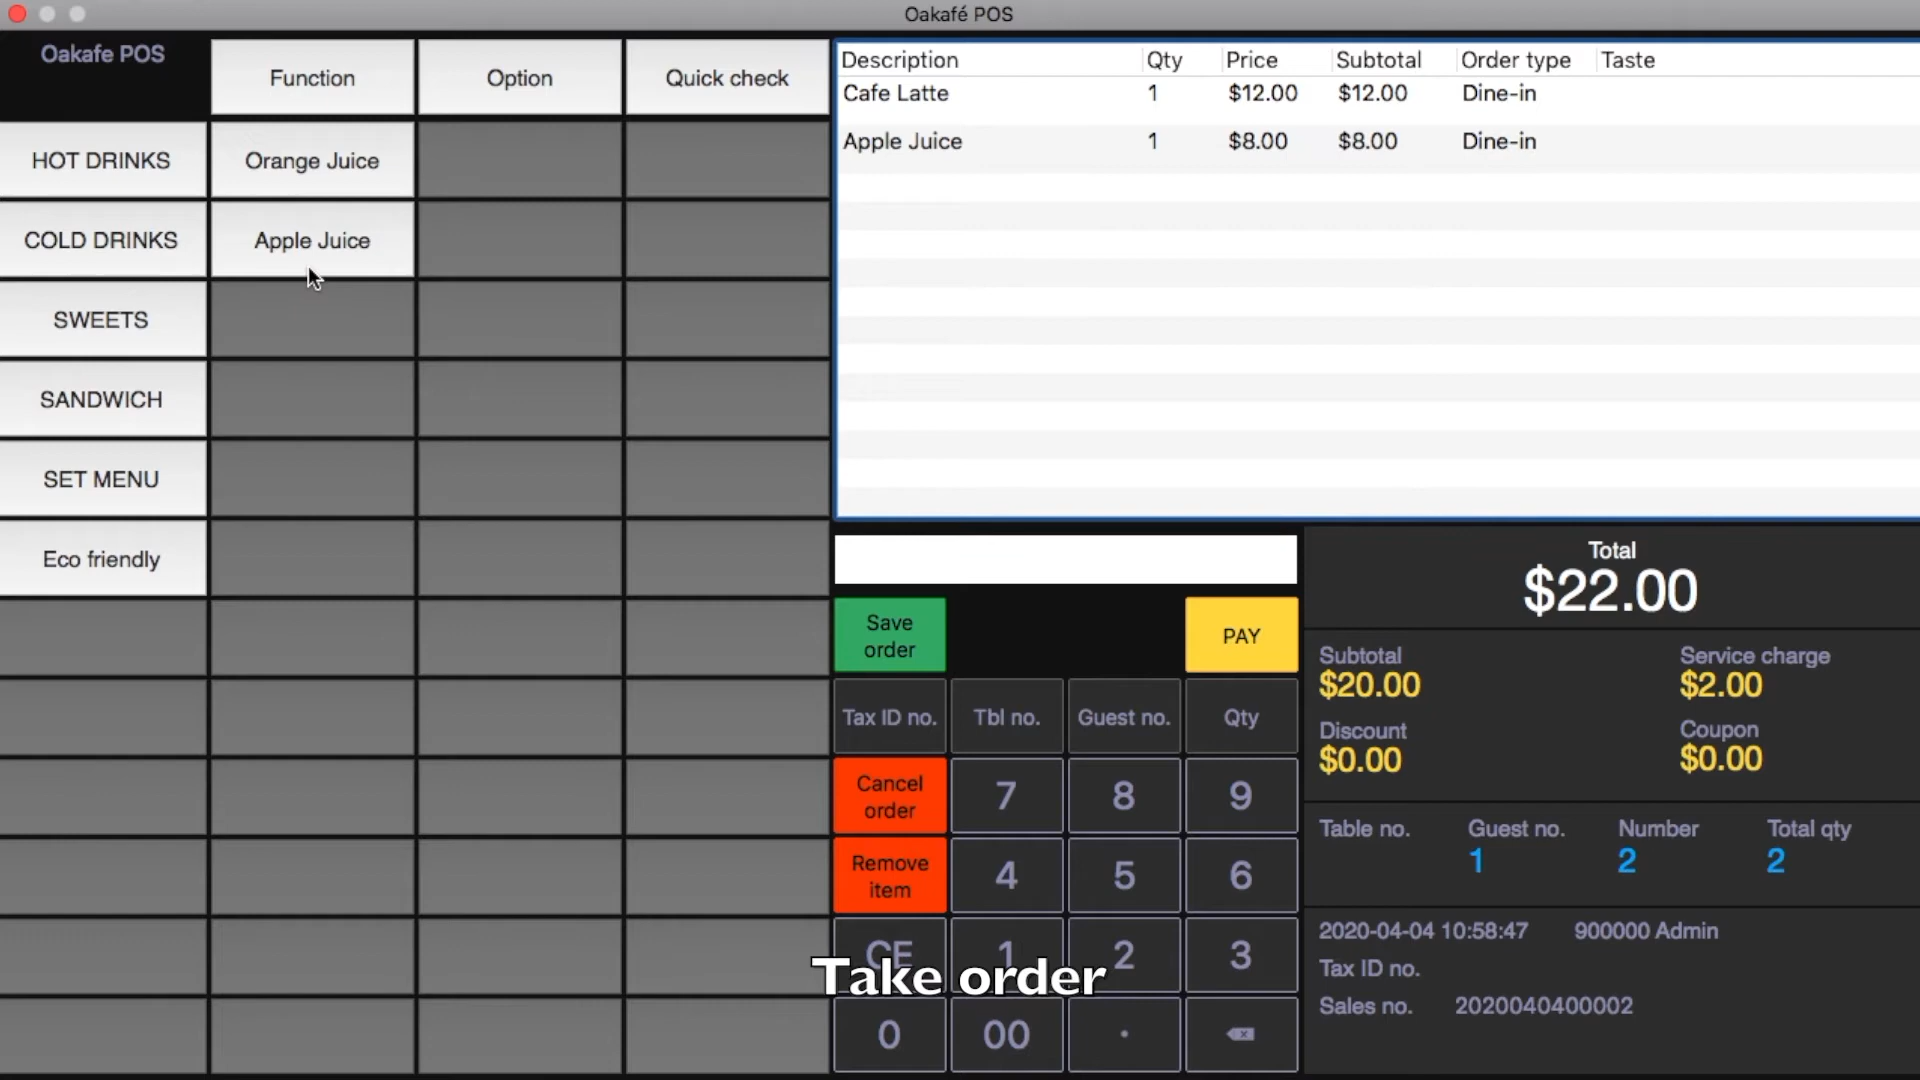 Oakafé POS
Oakafe POS
Function
Option
Quick check
HOT DRINKS
Orange Juice
COLD DRINKS
Apple Juice
SWEETS
SANDWICH
SET MENU
Eco friendly
Description Qty Price Subtotal Order type Taste
Cafe Latte 1 $12.00 $12.00 Dine-in
Apple Juice 1 $8.00 $8.00 Dine-in
Save
order
PAY
Tax ID no. Tbl no. Guest no. Qty
Cancel
order
7 8 9
Remove
item
4 5 6
CE 1 2 3
Take order
0 00 .
Total
$22.00
Subtotal Service charge
$20.00 $2.00
Discount Coupon
$0.00 $0.00
Table no. Guest no. Number Total qty
1 2 2
2020-04-04 10:58:47 900000 Admin
Tax ID no.
Sales no. 2020040400002